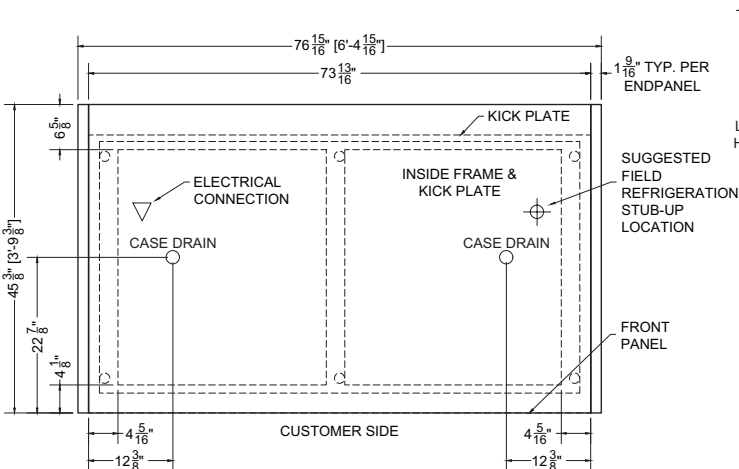 76 15/16" [6'-4 15/16"]
73 13/16"
1 9/16" TYP. PER
ENDPANEL
6 5/8"
KICK PLATE
L
H
ELECTRICAL
CONNECTION
INSIDE FRAME &
KICK PLATE
SUGGESTED
FIELD
REFRIGERATION
STUB-UP
LOCATION
CASE DRAIN
CASE DRAIN
45 3/8" [3'-9 3/8"]
22 7/8"
4 1/8"
FRONT
PANEL
4 5/16"
CUSTOMER SIDE
4 5/16"
12 3/8"
12 3/8"